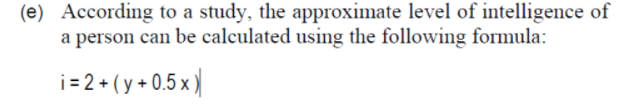 (e) According to a study, the approximate level of intelligence of
a person can be calculated using the following formula:
i = 2 + ( y + 0.5 x )